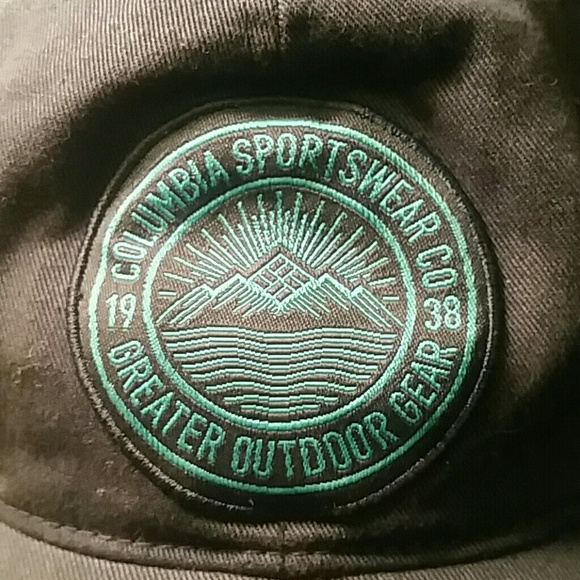 COLUMBIA SPORTSWEAR CO
19 38
GREATER OUTDOOR GEAR